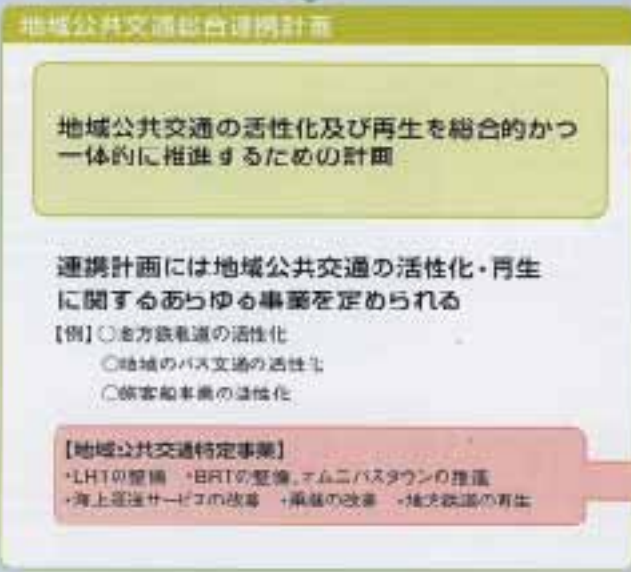 地域公共交通総合連携計画
地域公共交通の活性化及び再生を総合的かつ
一体的に推進するための計画
連携計画には地域公共交通の活性化・再生
に関するあらゆる事業を定められる
【例】○地方鉄軌道の活性化
○地域のバス交通の活性化
○旅客船事業の活性化
【地域公共交通特定事業】
・LRTの整備 ・BRTの整備、オムニバスタウンの推進
・海上運送サービスの改善 ・乗継の改善 ・地方鉄道の再生